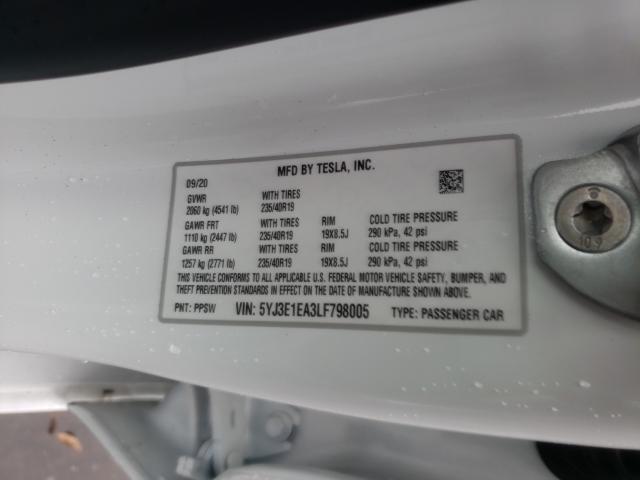 MFD BY TESLA, INC.
09/20
GVWR WITH TIRES
2060 kg (4541 lb) 235/40R19
GAWR FRT WITH TIRES RIM COLD TIRE PRESSURE
1110 kg (2447 lb) 235/40R19 19X8.5J 290 kPa, 42 psi
GAWR RR WITH TIRES RIM COLD TIRE PRESSURE
1257 kg (2771 lb) 235/40R19 19X8.5J 290 kPa, 42 psi
THIS VEHICLE CONFORMS TO ALL APPLICABLE U.S. FEDERAL MOTOR VEHICLE SAFETY, BUMPER, AND
THEFT PREVENTION STANDARDS IN EFFECT ON THE DATE OF MANUFACTURE SHOWN ABOVE.
PNT: PPSW VIN: 5YJ3E1EA3LF798005 TYPE: PASSENGER CAR
10.9